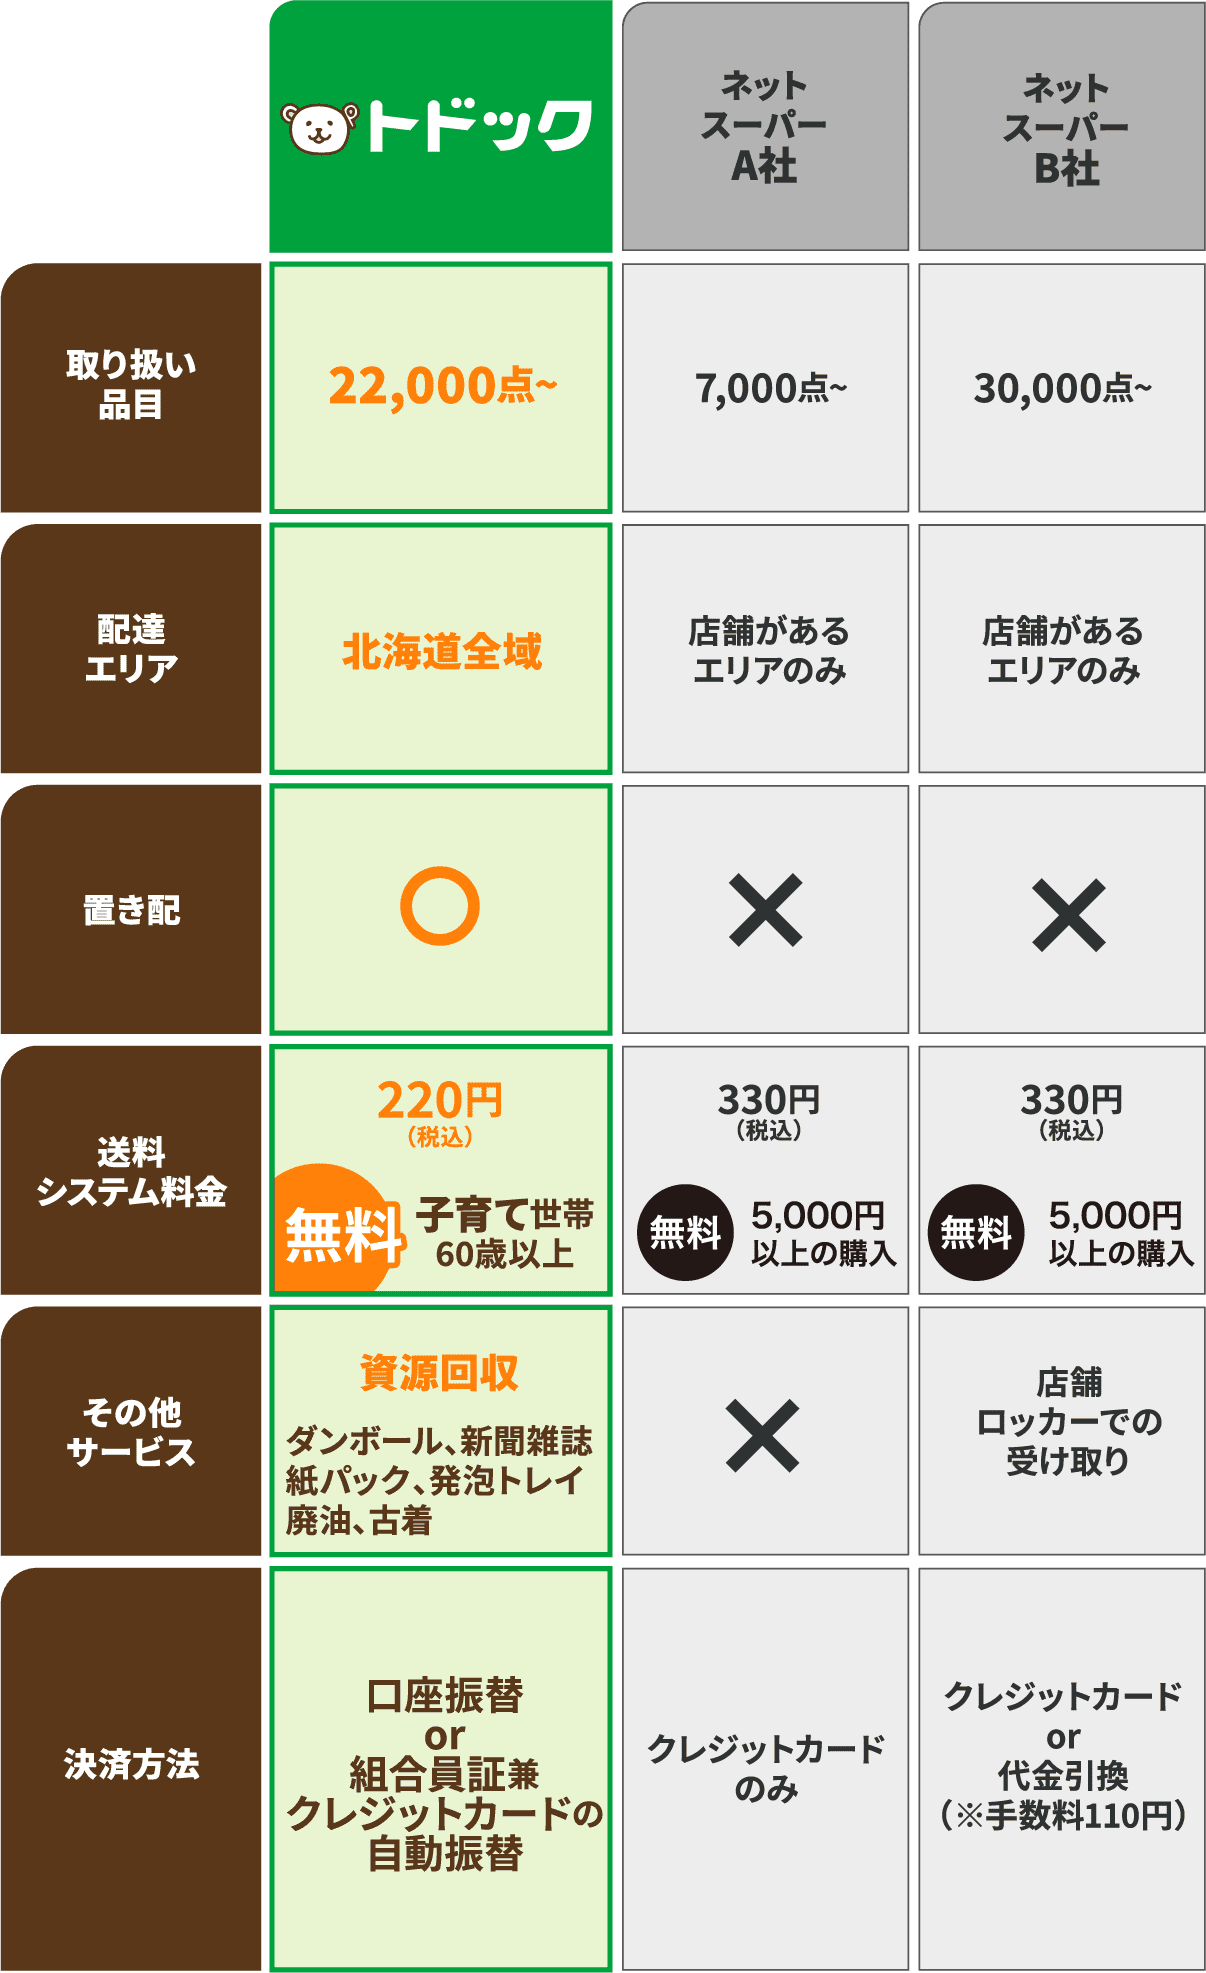 トドック
ネット
スーパー
A社
ネット
スーパー
B社
取り扱い
品目
22,000点~
7,000点~
30,000点~
配達
エリア
北海道全域
店舗がある
エリアのみ
店舗がある
エリアのみ
置き配
○
×
×
送料
システム料金
220円
(税込)
無料
子育て世帯
60歳以上
330円
(税込)
無料
5,000円
以上の購入
330円
(税込)
無料
5,000円
以上の購入
その他
サービス
資源回収
ダンボール、新聞雑誌
紙パック、発泡トレイ
廃油、古着
×
店舗
ロッカーでの
受け取り
決済方法
口座振替
or
組合員証兼
クレジットカードの
自動振替
クレジットカード
のみ
クレジットカード
or
代金引換
(※手数料110円)